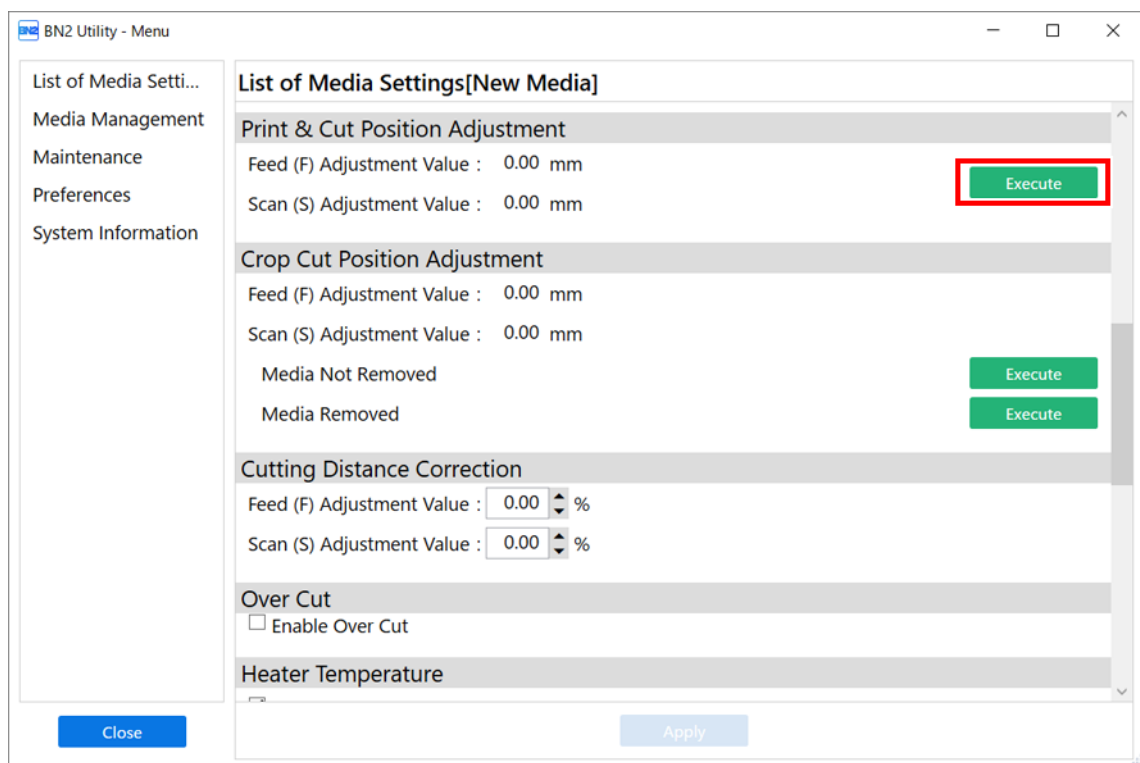 BN2 BN2 Utility - Menu
List of Media Setti...
Media Management
Maintenance
Preferences
System Information
Close
List of Media Settings[New Media]
Print & Cut Position Adjustment
Feed (F) Adjustment Value : 0.00 mm
Execute
Scan (S) Adjustment Value : 0.00 mm
Crop Cut Position Adjustment
Feed (F) Adjustment Value : 0.00 mm
Scan (S) Adjustment Value : 0.00 mm
Media Not Removed Execute
Media Removed Execute
Cutting Distance Correction
Feed (F) Adjustment Value : 0.00 %
Scan (S) Adjustment Value : 0.00 %
Over Cut
Enable Over Cut
Heater Temperature
Apply